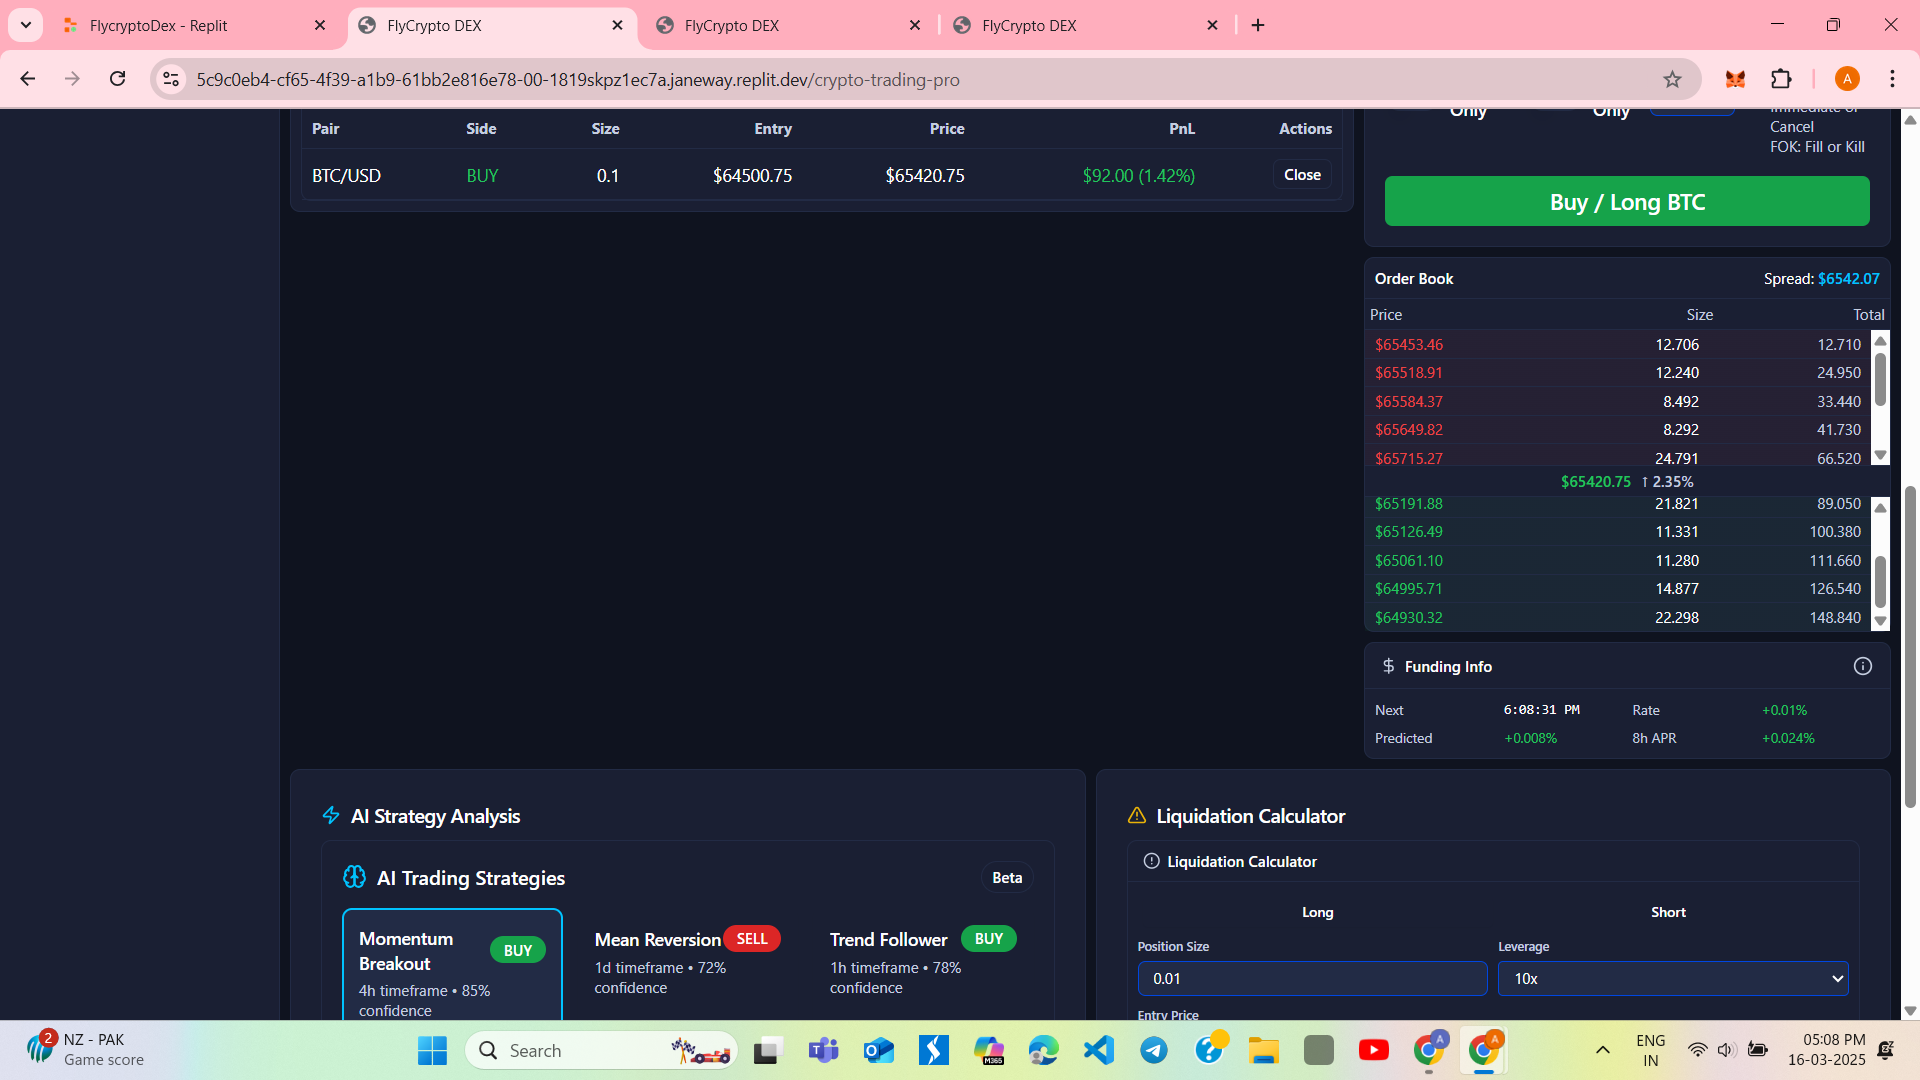 FlycryptoDex - Replit
FlyCrypto DEX
FlyCrypto DEX
FlyCrypto DEX
5c9c0eb4-cf65-4f39-a1b9-61bb2e816e78-00-1819skpz1ec7a.janeway.replit.dev/crypto-trading-pro
A
Pair Side Size Entry Price PnL Actions
BTC/USD BUY 0.1 $64500.75 $65420.75 $92.00 (1.42%) Close
Only Only Immediate or
Cancel
FOK: Fill or Kill
Buy / Long BTC
Order Book Spread: $6542.07
Price Size Total
$65453.46 12.706 12.710
$65518.91 12.240 24.950
$65584.37 8.492 33.440
$65649.82 8.292 41.730
$65715.27 24.791 66.520
$65420.75 ↑ 2.35%
$65191.88 21.821 89.050
$65126.49 11.331 100.380
$65061.10 11.280 111.660
$64995.71 14.877 126.540
$64930.32 22.298 148.840
Funding Info
Next 6:08:31 PM Rate +0.01%
Predicted +0.008% 8h APR +0.024%
AI Strategy Analysis
AI Trading Strategies Beta
Momentum
Breakout
BUY
4h timeframe • 85%
confidence
Mean Reversion SELL
1d timeframe • 72%
confidence
Trend Follower BUY
1h timeframe • 78%
confidence
Liquidation Calculator
Liquidation Calculator
Long Short
Position Size Leverage
0.01 10x
Entry Price
2
NZ - PAK
Game score
Search
M365
A
A
ENG
IN
05:08 PM
16-03-2025